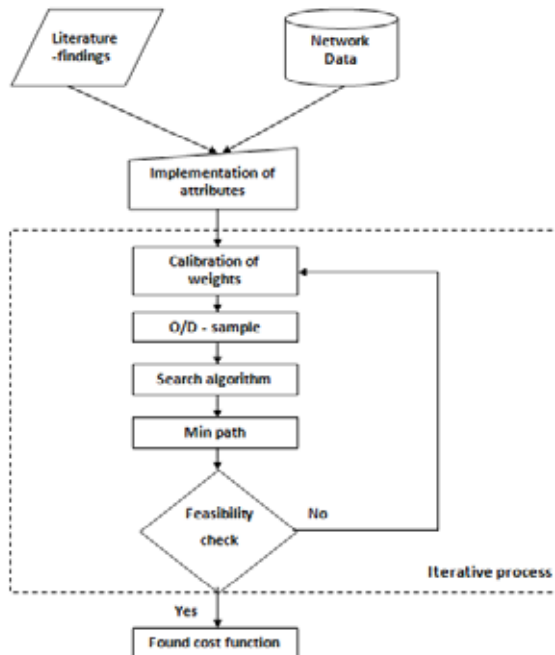 Literature
-findings
Network
Data
Implementation of
attributes
Calibration of
weights
O/D - sample
Search algorithm
Min path
Feasibility
check
No
Iterative process
Yes
Found cost function